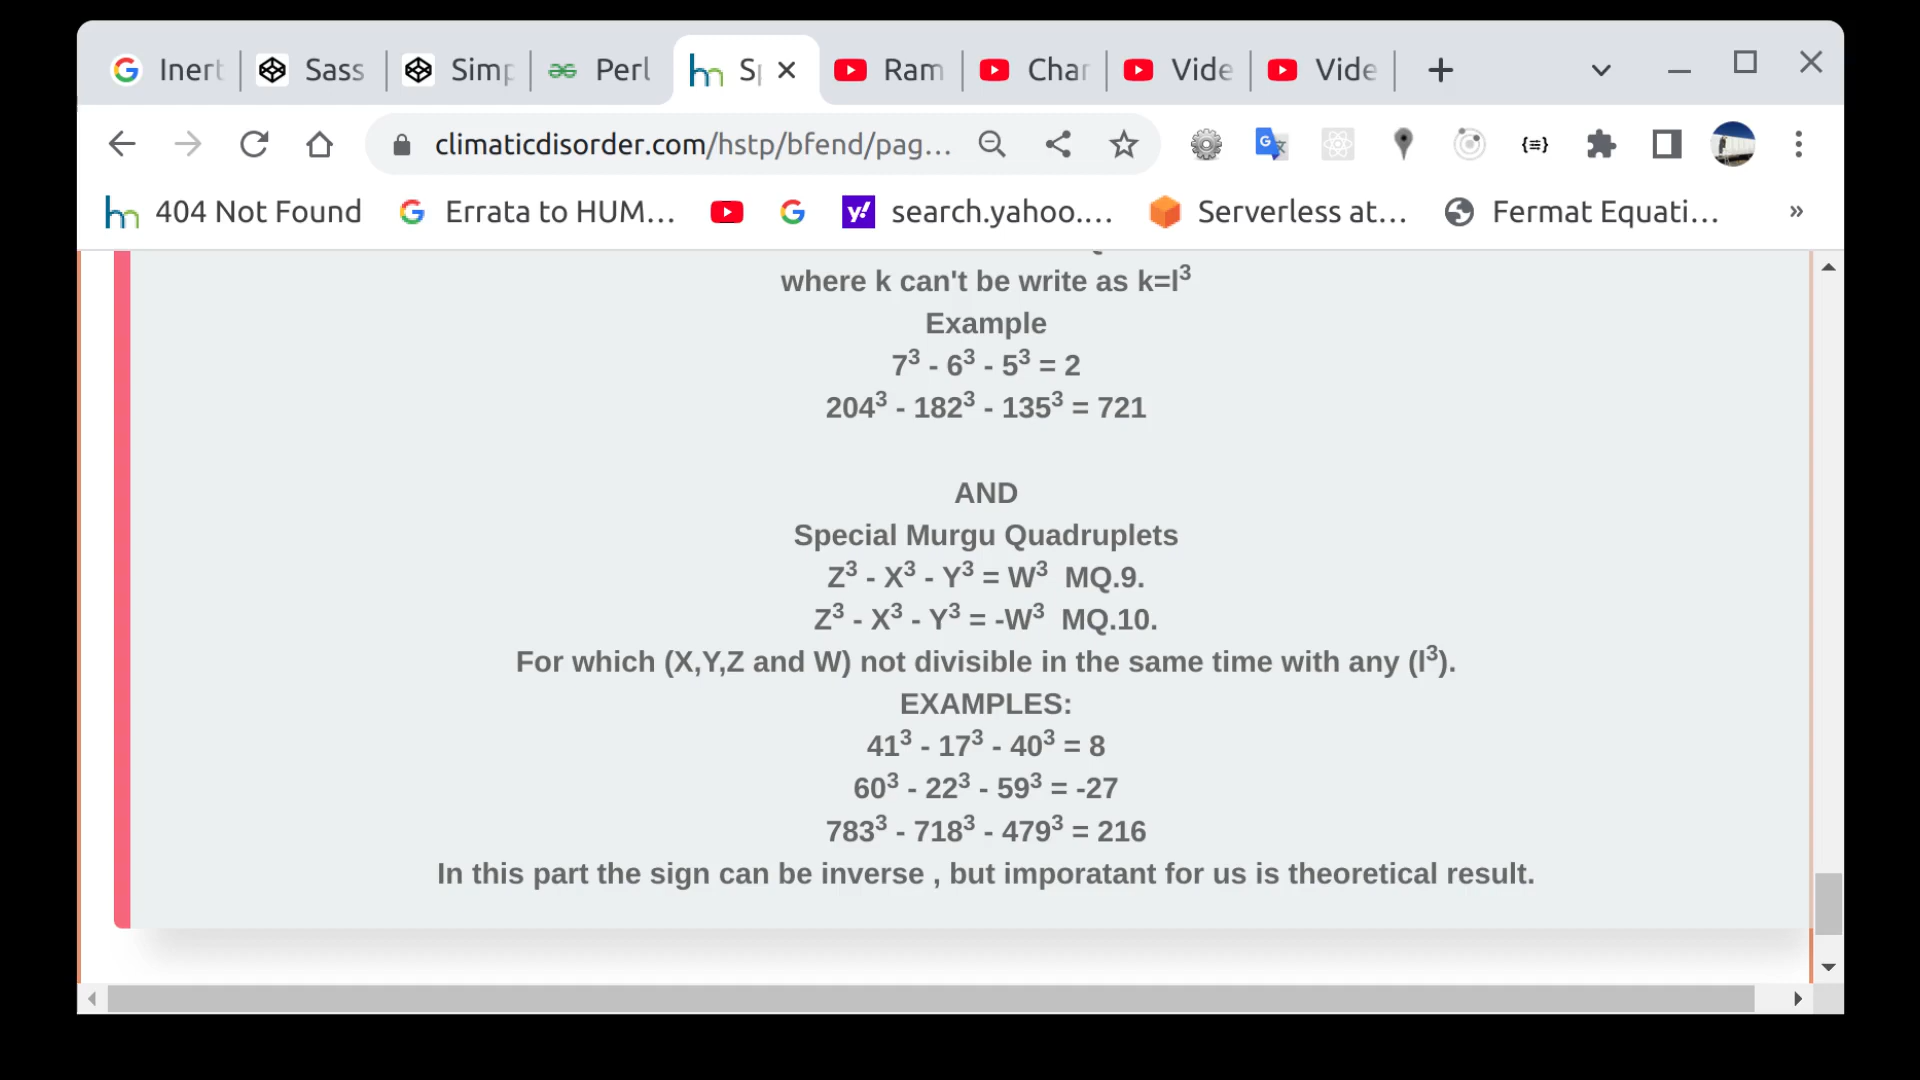 Inert Sass Simp Perl Sp Ram Char Vide Vide
climaticdisorder.com/hstp/bfend/pag...
404 Not Found Errata to HUM... search.yahoo.... Serverless at... Fermat Equati... »
where k can't be write as k=l³
Example
7³ - 6³ - 5³ = 2
204³ - 182³ - 135³ = 721
AND
Special Murgu Quadruplets
Z³ - X³ - Y³ = W³ MQ.9.
Z³ - X³ - Y³ = -W³ MQ.10.
For which (X,Y,Z and W) not divisible in the same time with any (l³).
EXAMPLES:
41³ - 17³ - 40³ = 8
60³ - 22³ - 59³ = -27
783³ - 718³ - 479³ = 216
In this part the sign can be inverse , but imporatant for us is theoretical result.